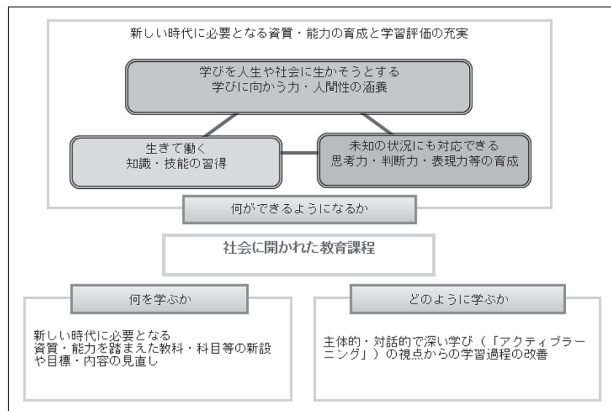 新しい時代に必要となる資質・能力の育成と学習評価の充実
学びを人生や社会に生かそうとする
学びに向かう力・人間性の涵養
生きて働く
知識・技能の習得
未知の状況にも対応できる
思考力・判断力・表現力等の育成
何ができるようになるか
社会に開かれた教育課程
何を学ぶか
新しい時代に必要となる
資質・能力を踏まえた教科・科目等の新設
や目標・内容の見直し
どのように学ぶか
主体的・対話的で深い学び（「アクティブラー
ニング」）の視点からの学習過程の改善